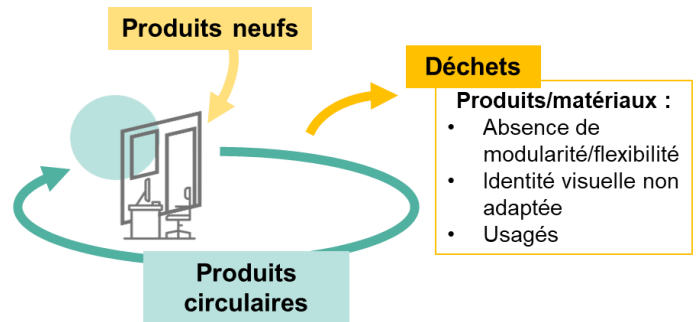 Produits neufs
Déchets
Produits/matériaux :
• Absence de
modularité/flexibilité
• Identité visuelle non
adaptée
• Usagés
Produits
circulaires